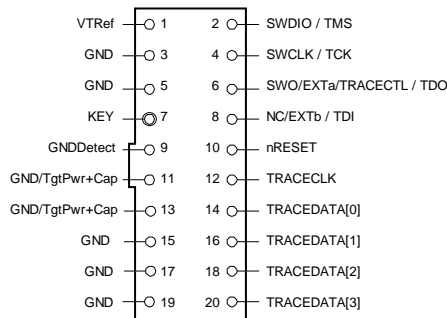 VTRef 1 2 SWDIO / TMS
GND 3 4 SWCLK / TCK
GND 5 6 SWO/EXTa/TRACECTL / TDO
KEY 7 8 NC/EXTb / TDI
GNDDetect 9 10 nRESET
GND/TgtPwr+Cap 11 12 TRACECLK
GND/TgtPwr+Cap 13 14 TRACEDATA[0]
GND 15 16 TRACEDATA[1]
GND 17 18 TRACEDATA[2]
GND 19 20 TRACEDATA[3]